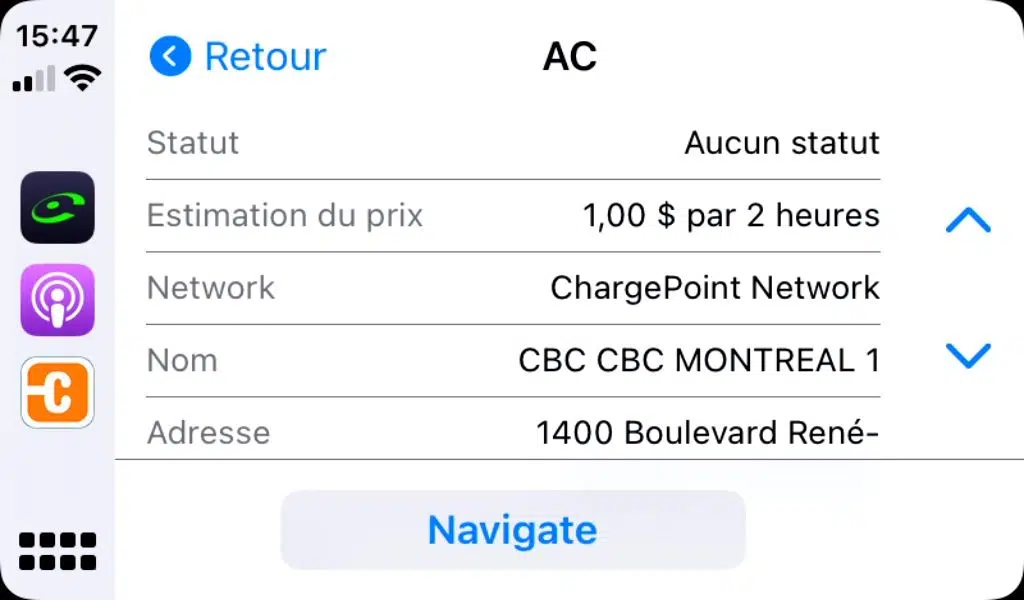 15:47
Retour
AC
Statut
Aucun statut
Estimation du prix
1,00 $ par 2 heures
Network
ChargePoint Network
Nom
CBC CBC MONTREAL 1
Adresse
1400 Boulevard René-
Navigate